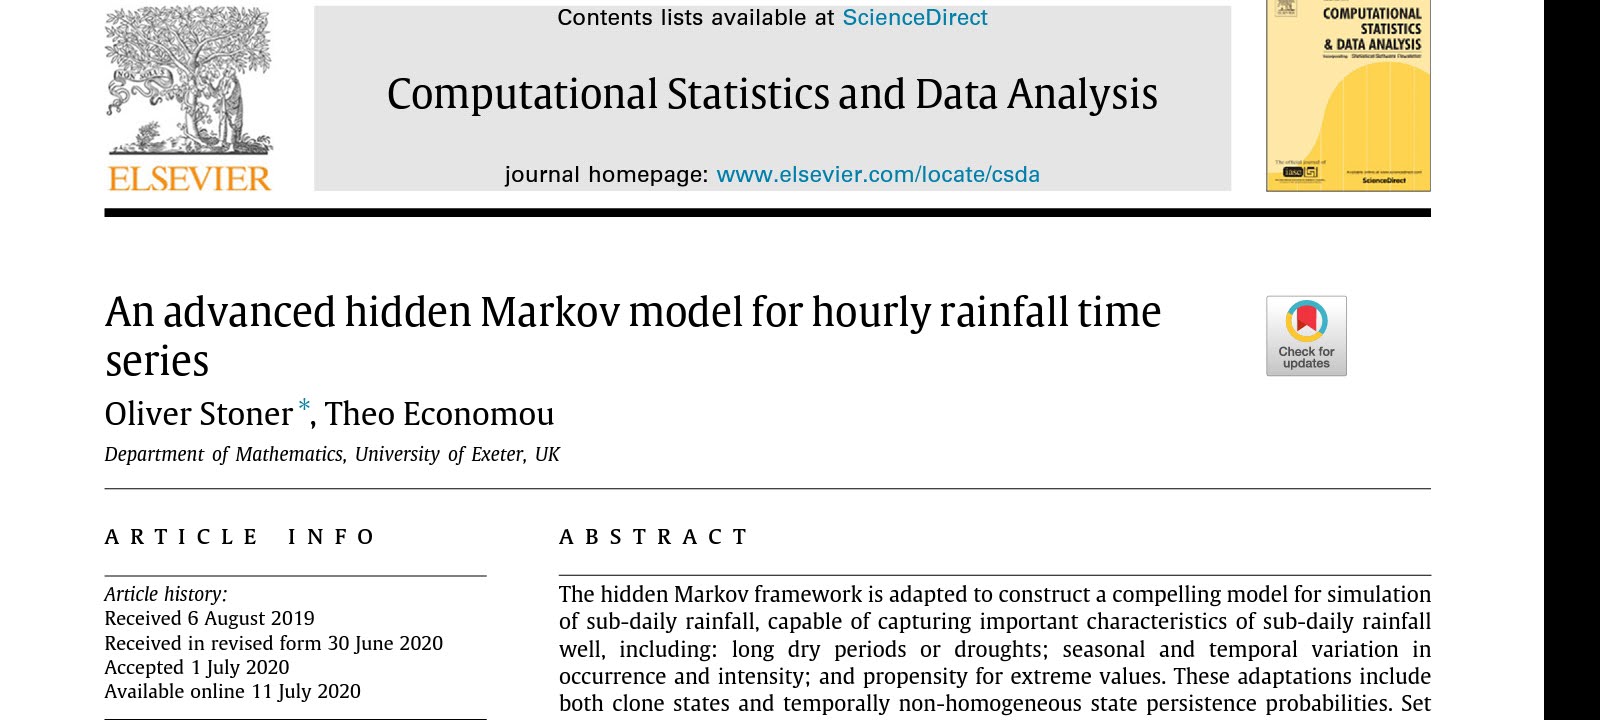 Contents lists available at ScienceDirect
Computational Statistics and Data Analysis
journal homepage: www.elsevier.com/locate/csda
ELSEVIER
COMPUTATIONAL
STATISTICS
& DATA ANALYSIS
The official journal of
iasc
ScienceDirect
An advanced hidden Markov model for hourly rainfall time
series
Check for
updates
Oliver Stoner *, Theo Economou
Department of Mathematics, University of Exeter, UK
ARTICLE INFO
Article history:
Received 6 August 2019
Received in revised form 30 June 2020
Accepted 1 July 2020
Available online 11 July 2020
ABSTRACT
The hidden Markov framework is adapted to construct a compelling model for simulation
of sub-daily rainfall, capable of capturing important characteristics of sub-daily rainfall
well, including: long dry periods or droughts; seasonal and temporal variation in
occurrence and intensity; and propensity for extreme values. These adaptations include
both clone states and temporally non-homogeneous state persistence probabilities. Set